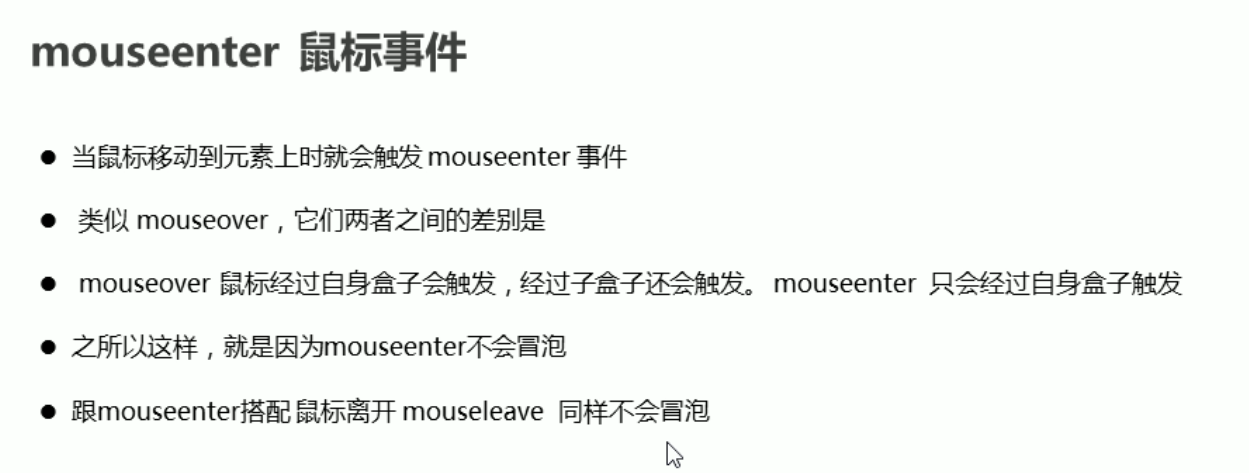 mouseenter 鼠标事件
● 当鼠标移动到元素上时就会触发 mouseenter 事件
● 类似 mouseover，它们两者之间的差别是
● mouseover 鼠标经过自身盒子会触发，经过子盒子还会触发。 mouseenter 只会经过自身盒子触发
● 之所以这样，就是因为mouseenter不会冒泡
● 跟mouseenter搭配 鼠标离开 mouseleave 同样不会冒泡